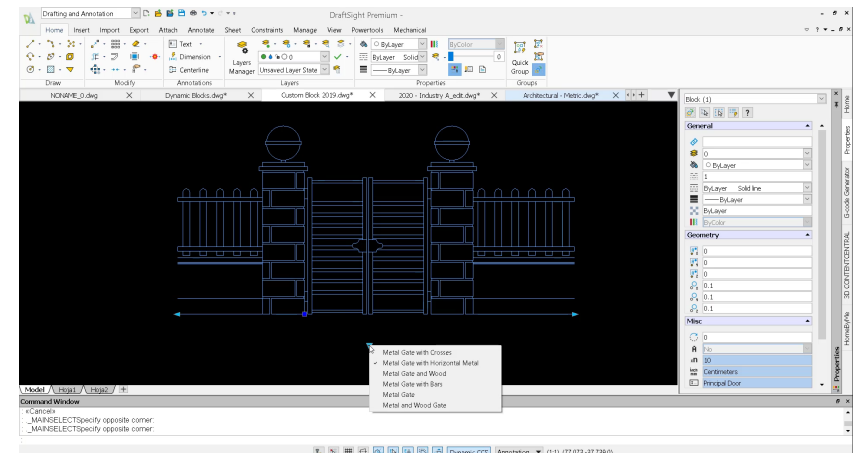 Drafting and Annotation
DraftSight Premium -
Home Insert Import Export Attach Annotate Sheet Constraints Manage View Powertools Mechanical
Text
Dimension
Centerline
Layers Manager
Unsaved Layer State
ByLayer
ByLayer Solid
ByLayer
ByColor
0
Quick Group
Draw Modify Annotations Layers Properties Groups
NONAME_0.dwg
Dynamic Blocks.dwg*
Custom Block 2019.dwg*
2020 - Industry A_edit.dwg*
Architectural - Metric.dwg*
Block (1)
General
0
ByLayer
1
ByLayer Solid line
ByLayer
ByLayer
ByColor
Geometry
0
0
0
0.1
0.1
0.1
Misc
0
No
10
Centimeters
Principal Door
Home
Properties
G-code Generator
3D CONTENTCENTRAL
HomeByMe
Properties
Metal Gate with Crosses
Metal Gate with Horizontal Metal
Metal Gate and Wood
Metal Gate with Bars
Metal Gate
Metal and Wood Gate
Model Hoja1 Hoja2
Command Window
«Cancel»
_MAINSELECTSpecify opposite corner:
_MAINSELECTSpecify opposite corner:
Dynamic CCS Annotation (1:1) (77.073,-37.739,0)